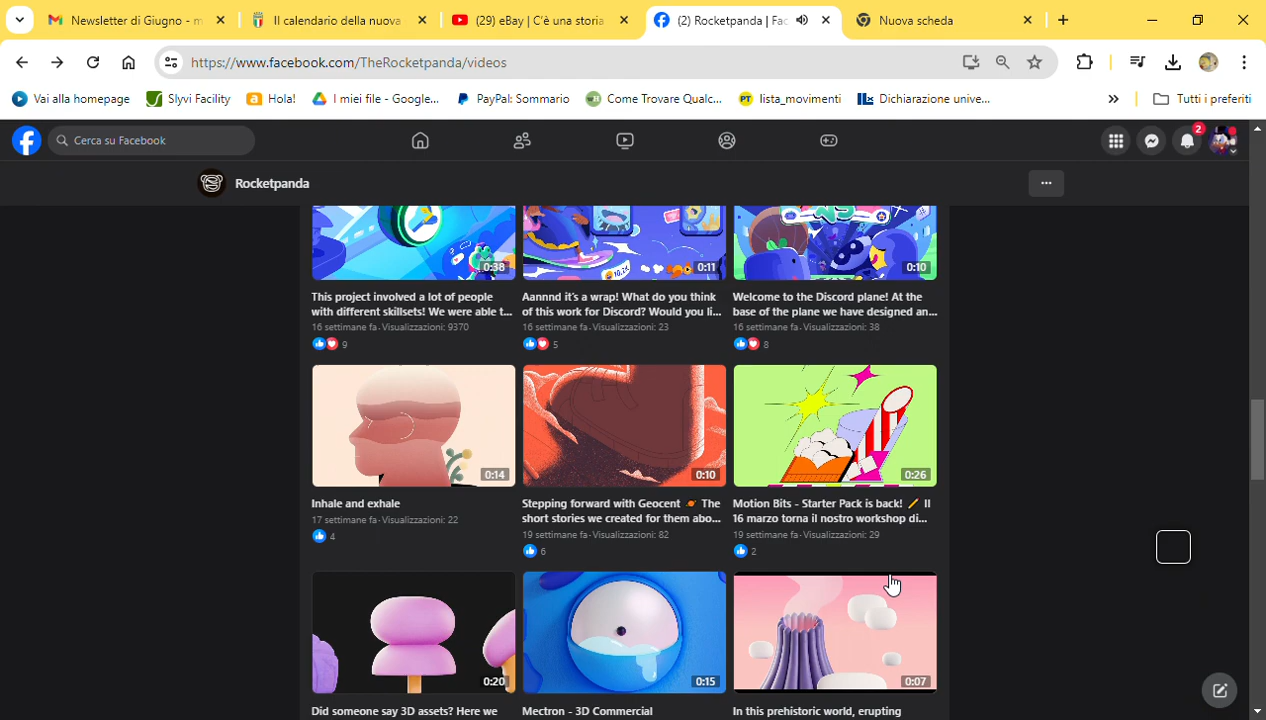 Newsletter di Giugno - m
Il calendario della nuova
(29) eBay | C'è una storia
(2) Rocketpanda | Fac
Nuova scheda
https://www.facebook.com/TheRocketpanda/videos
Vai alla homepage
Slyvi Facility
Hola!
I miei file - Google...
PayPal: Sommario
Come Trovare Qualc...
lista_movimenti
Dichiarazione unive...
Tutti i preferiti
Cerca su Facebook
2
Rocketpanda
0:38
0:11
0:10
This project involved a lot of people
with different skillsets! We were able t...
16 settimane fa · Visualizzazioni: 9370
9
Aannnd it's a wrap! What do you think
of this work for Discord? Would you li...
16 settimane fa · Visualizzazioni: 23
5
Welcome to the Discord plane! At the
base of the plane we have designed an...
16 settimane fa · Visualizzazioni: 38
8
0:14
0:10
0:26
Inhale and exhale
17 settimane fa · Visualizzazioni: 22
4
Stepping forward with Geocent 🪐 The
short stories we created for them abo...
19 settimane fa · Visualizzazioni: 82
6
Motion Bits - Starter Pack is back! ⚡ Il
16 marzo torna il nostro workshop di...
19 settimane fa · Visualizzazioni: 29
2
0:20
0:15
0:07
Did someone say 3D assets? Here we
Mectron - 3D Commercial
In this prehistoric world, erupting